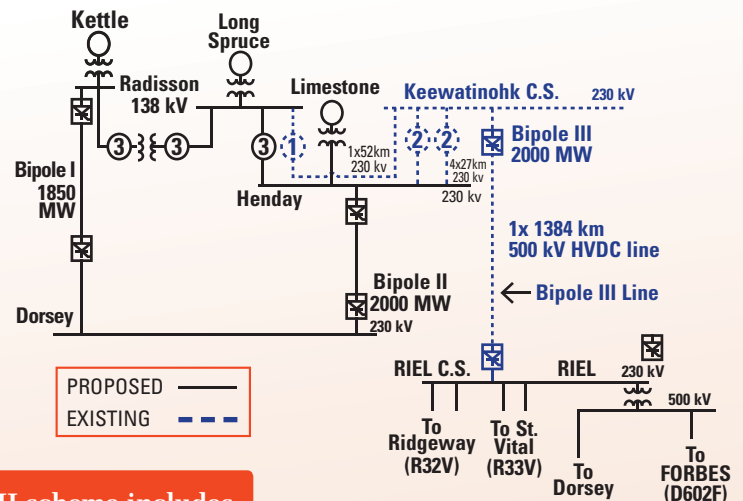 Kettle
Long
Spruce
Limestone
Radisson
138 kV
Keewatinohk C.S.
230 kV
3
3
3
1
2
2
Bipole III
2000 MW
1x52km
230 kv
4x27km
230 kv
Bipole I
1850
MW
Henday
230 kV
1x 1384 km
500 kV HVDC line
Bipole III Line
Bipole II
2000 MW
Dorsey
230 kV
RIEL C.S.
RIEL
230 kV
500 kV
PROPOSED
EXISTING
To
Ridgeway
(R32V)
To St.
Vital
(R33V)
To
Dorsey
To
FORBES
(D602F)
scheme includes